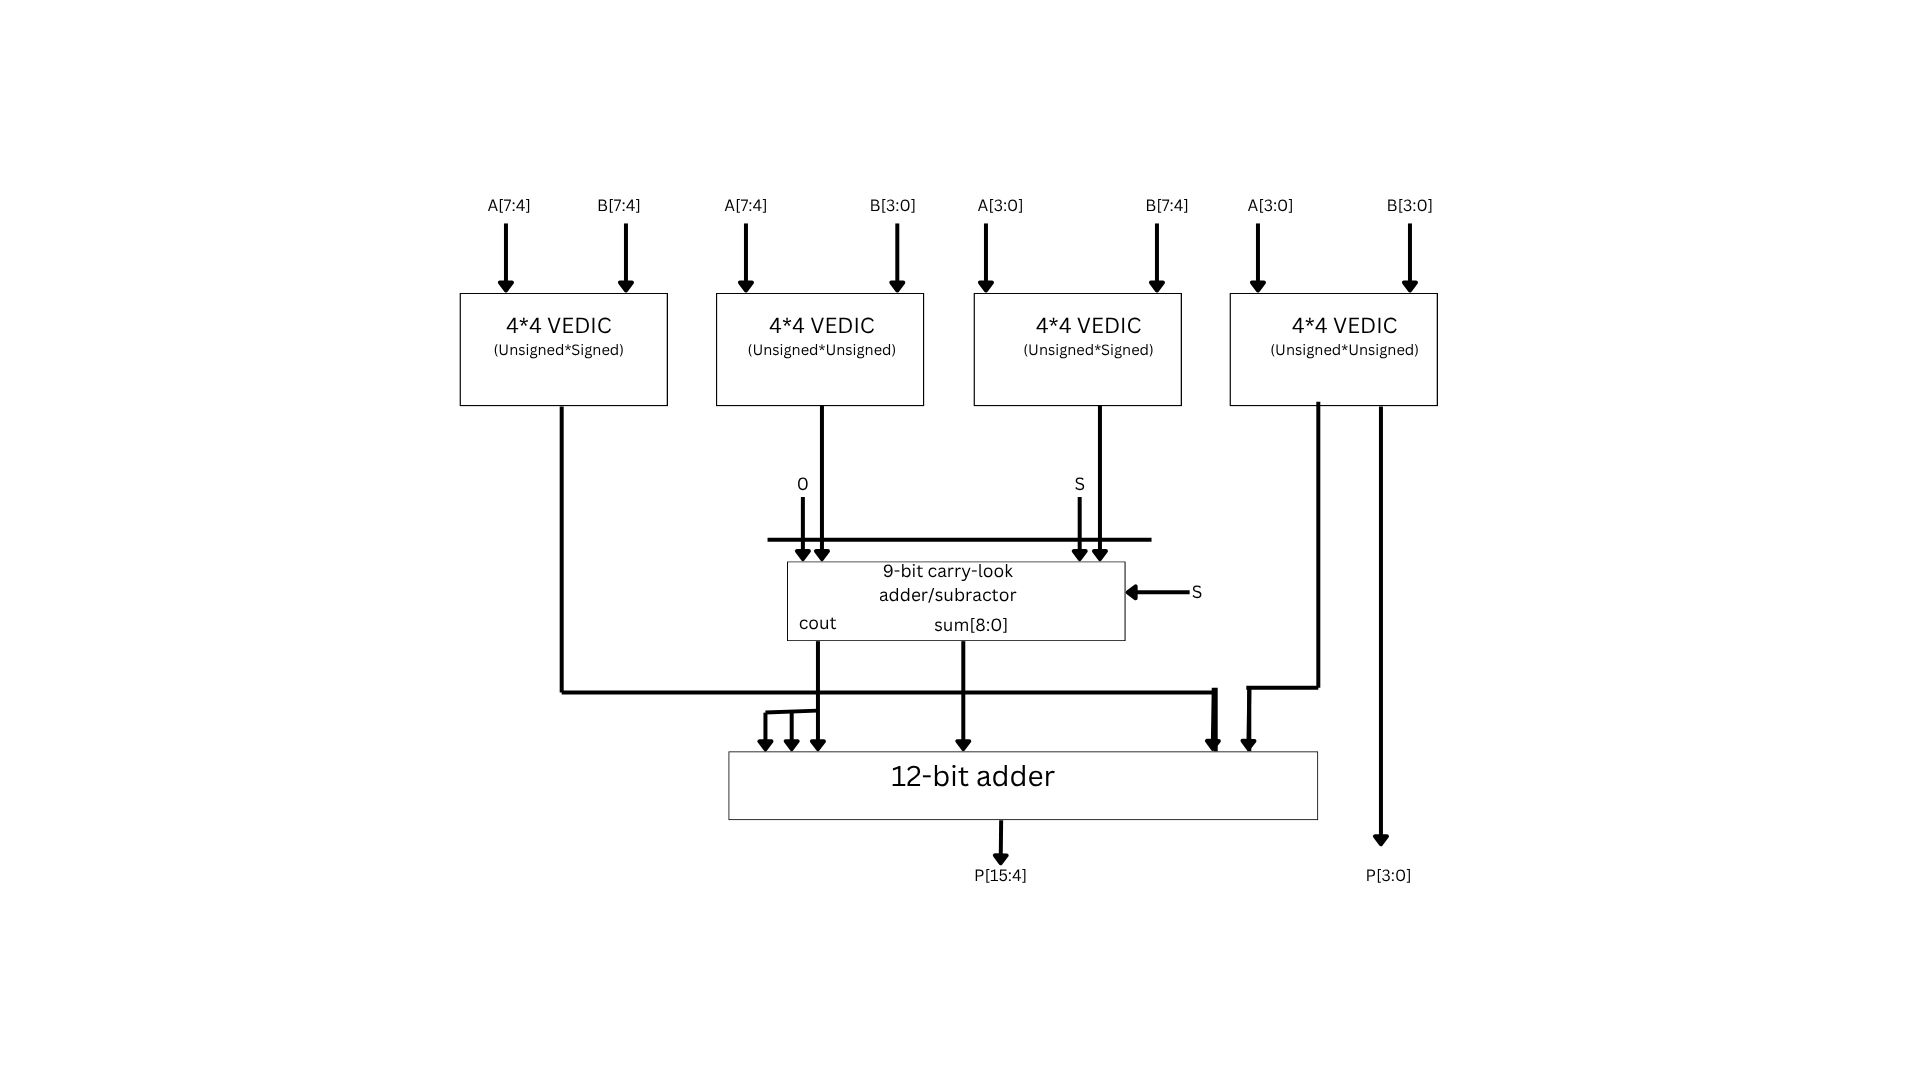 A[7:4]
B[7:4]
A[7:4]
B[3:0]
A[3:0]
B[7:4]
A[3:0]
B[3:0]
4*4 VEDIC
(Unsigned*Signed)
4*4 VEDIC
(Unsigned*Unsigned)
4*4 VEDIC
(Unsigned*Signed)
4*4 VEDIC
(Unsigned*Unsigned)
0
S
9-bit carry-look
adder/subractor
S
cout
sum[8:0]
12-bit adder
P[15:4]
P[3:0]